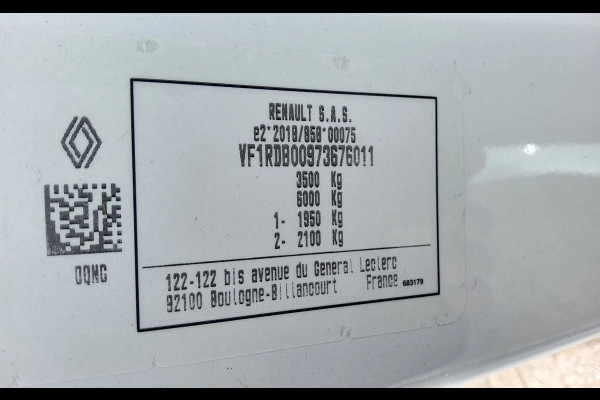 RENAULT S.A.S.
e2*2018/858*00075
VF1RDB00973676011
3500 Kg
6000 Kg
1- 1950 Kg
2- 2100 Kg
122-122 bis avenue du General Leclerc
92100 Boulogne-Billancourt France 683179
0QNG